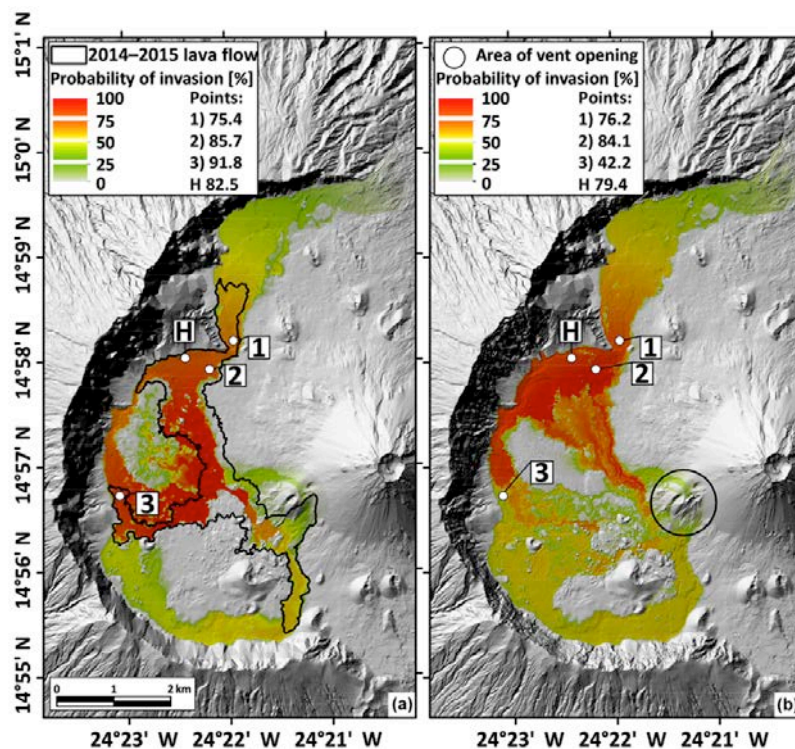 2014–2015 lava flow
Probability of invasion [%]
100
75
50
25
0
Points:
1) 75.4
2) 85.7
3) 91.8
H 82.5
Area of vent opening
Probability of invasion [%]
100
75
50
25
0
Points:
1) 76.2
2) 84.1
3) 42.2
H 79.4
15°1' N
15°0' N
14°59' N
14°58' N
14°57' N
14°56' N
14°55' N
H
1
2
3
H
1
2
3
0 1 2 km
(a)
(b)
24°23' W 24°22' W 24°21' W
24°23' W 24°22' W 24°21' W